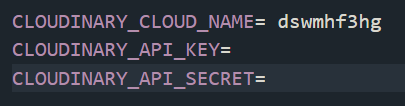 CLOUDINARY_CLOUD_NAME= dswmhf3hg
CLOUDINARY_API_KEY=
CLOUDINARY_API_SECRET=